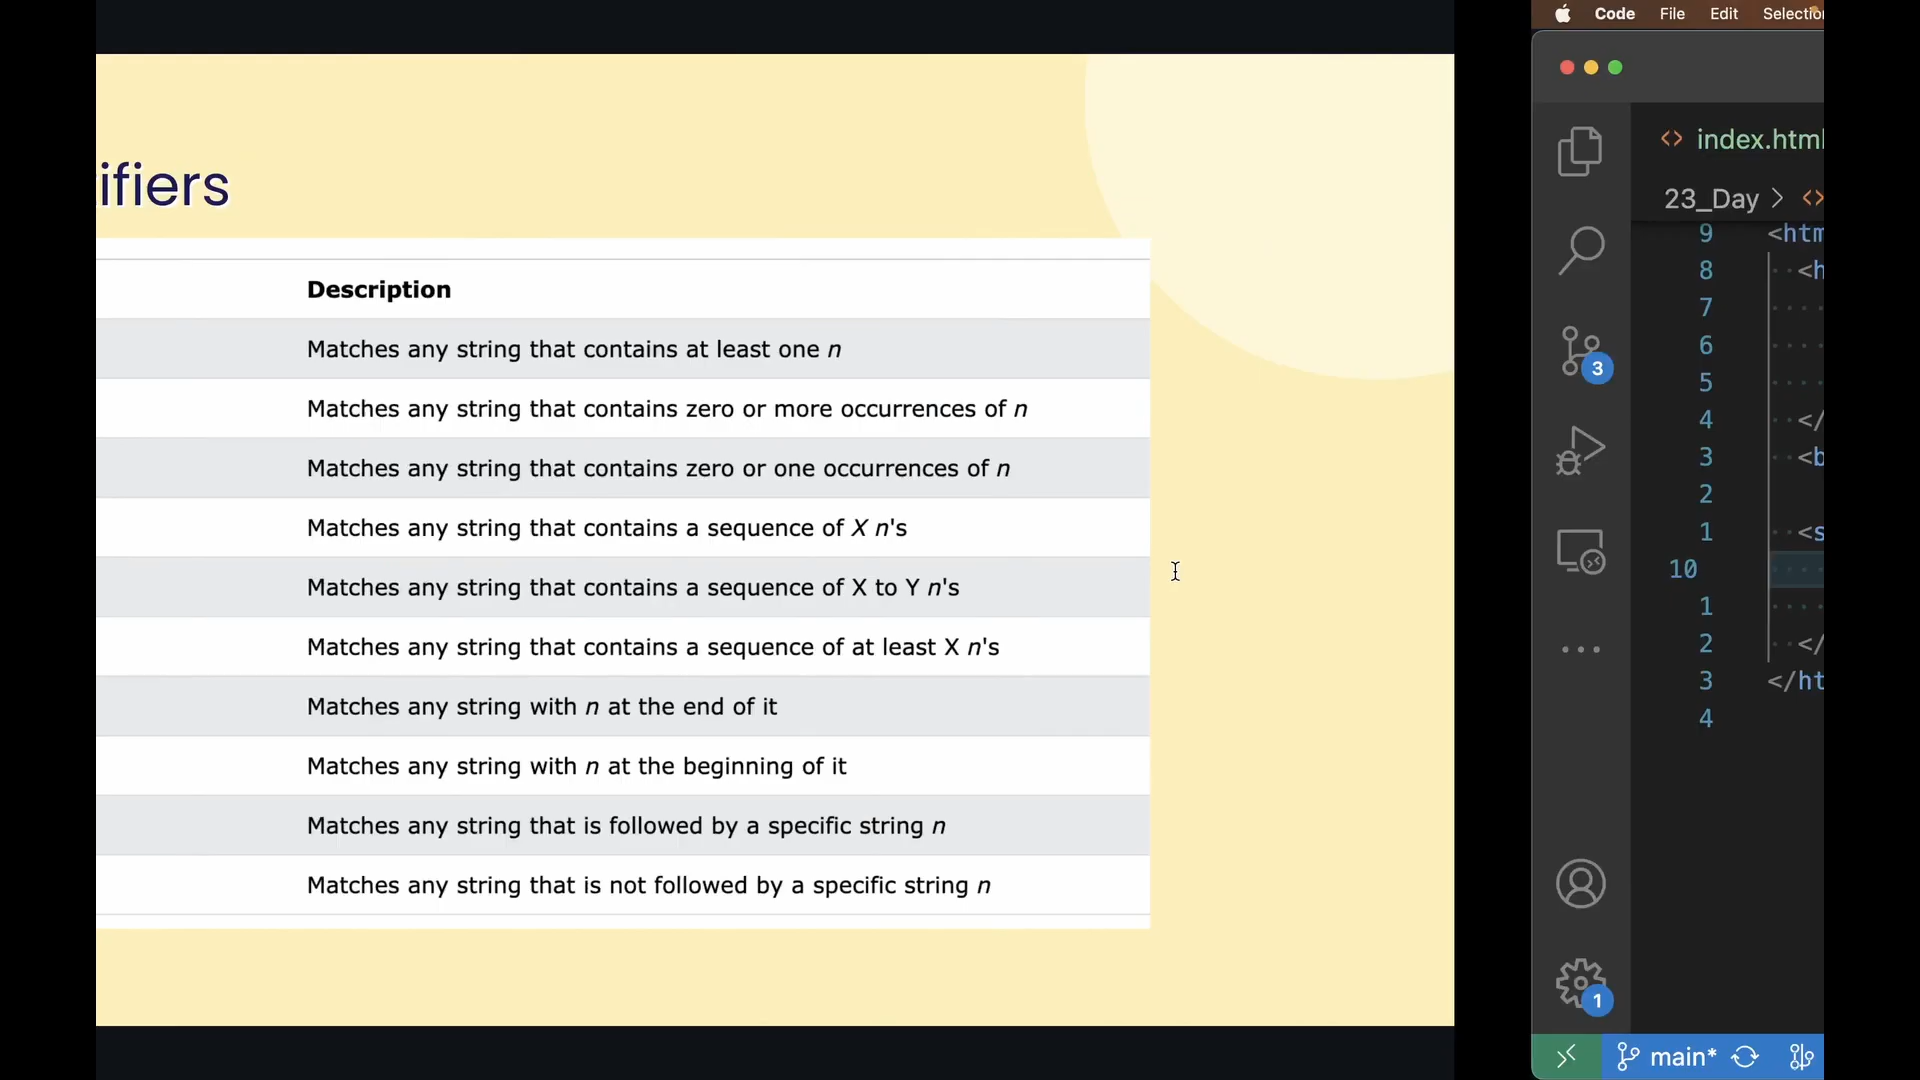 ifiers
Description
Matches any string that contains at least one n
Matches any string that contains zero or more occurrences of n
Matches any string that contains zero or one occurrences of n
Matches any string that contains a sequence of X n's
Matches any string that contains a sequence of X to Y n's
Matches any string that contains a sequence of at least X n's
Matches any string with n at the end of it
Matches any string with n at the beginning of it
Matches any string that is followed by a specific string n
Matches any string that is not followed by a specific string n
Code File Edit Selectio
<> index.html
23_Day > <>
9 <htm
8 <h
7
6
5
4 </
3 <b
2
1 <s
10
1
2 </
3 </ht
4
3
1
main*